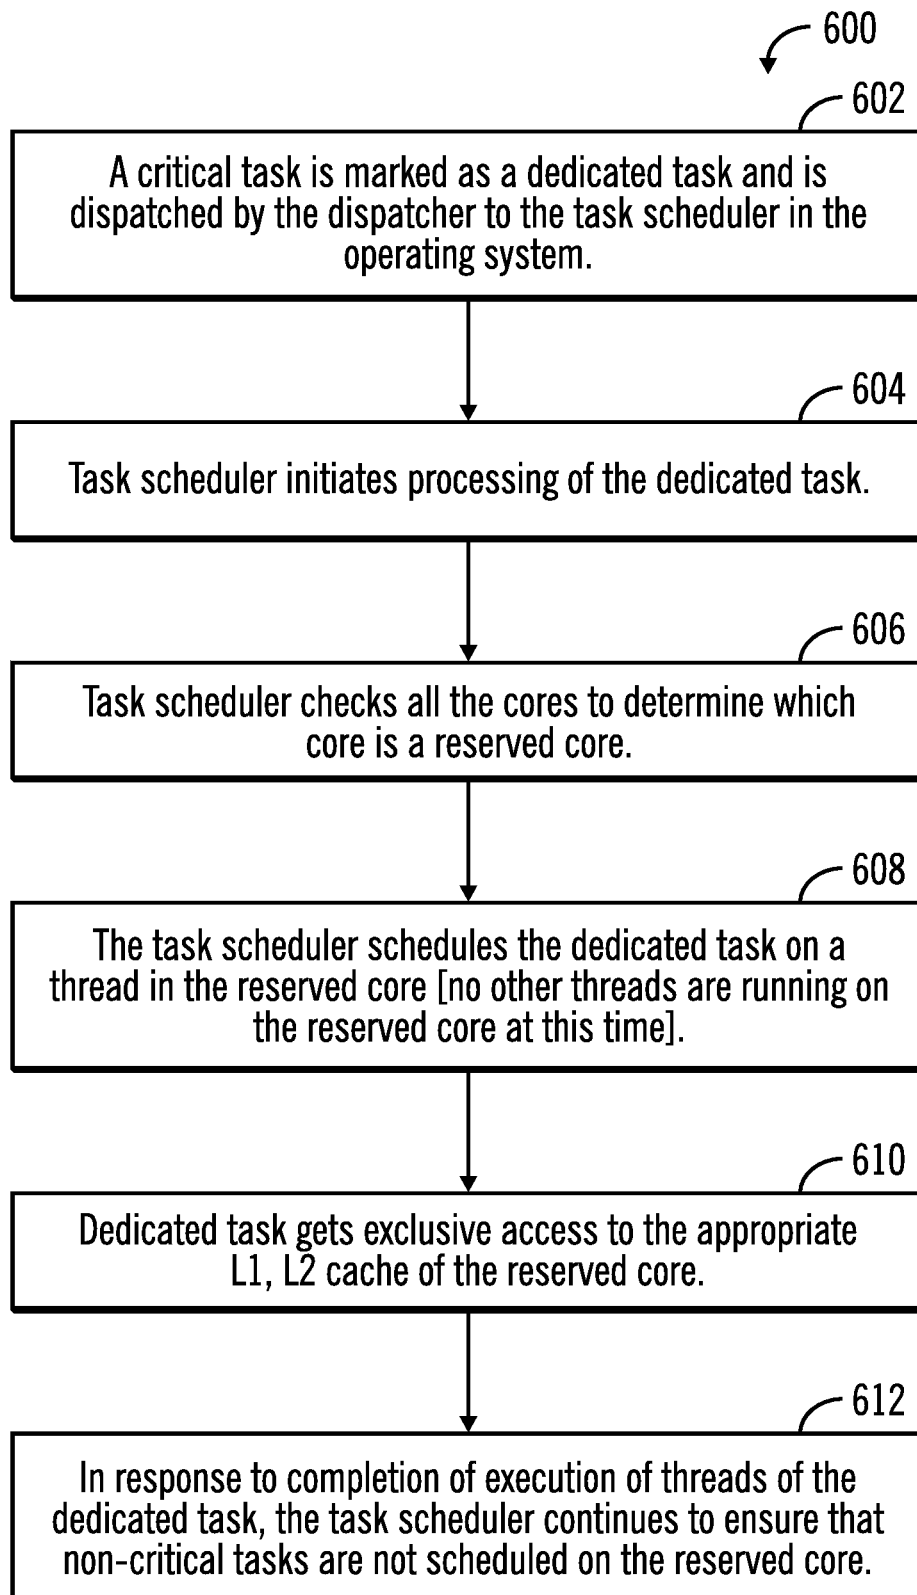 600
602
A critical task is marked as a dedicated task and is
dispatched by the dispatcher to the task scheduler in the
operating system.
604
Task scheduler initiates processing of the dedicated task.
606
Task scheduler checks all the cores to determine which
core is a reserved core.
608
The task scheduler schedules the dedicated task on a
thread in the reserved core [no other threads are running on
the reserved core at this time].
610
Dedicated task gets exclusive access to the appropriate
L1, L2 cache of the reserved core.
612
In response to completion of execution of threads of the
dedicated task, the task scheduler continues to ensure that
non-critical tasks are not scheduled on the reserved core.